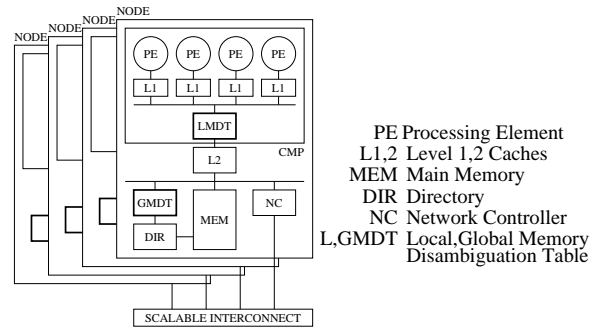 NODE
NODE
NODE
NODE
PE PE PE PE
L1 L1 L1 L1
LMDT
CMP
L2
GMDT
MEM
NC
DIR
SCALABLE INTERCONNECT
PE Processing Element
L1,2 Level 1,2 Caches
MEM Main Memory
DIR Directory
NC Network Controller
L,GMDT Local,Global Memory
Disambiguation Table